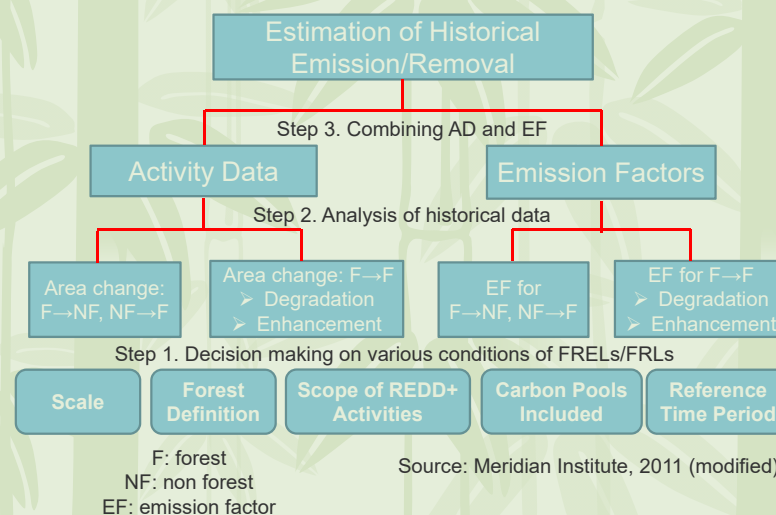 Estimation of Historical
Emission/Removal
Step 3. Combining AD and EF
Activity Data
Emission Factors
Step 2. Analysis of historical data
Area change:
F→NF, NF→F
Area change: F→F
➢ Degradation
➢ Enhancement
EF for
F→NF, NF→F
EF for F→F
➢ Degradation
➢ Enhancement
Step 1. Decision making on various conditions of FRELs/FRLs
Scale
Forest
Definition
Scope of REDD+
Activities
Carbon Pools
Included
Reference
Time Period
F: forest
NF: non forest
EF: emission factor
Source: Meridian Institute, 2011 (modified)